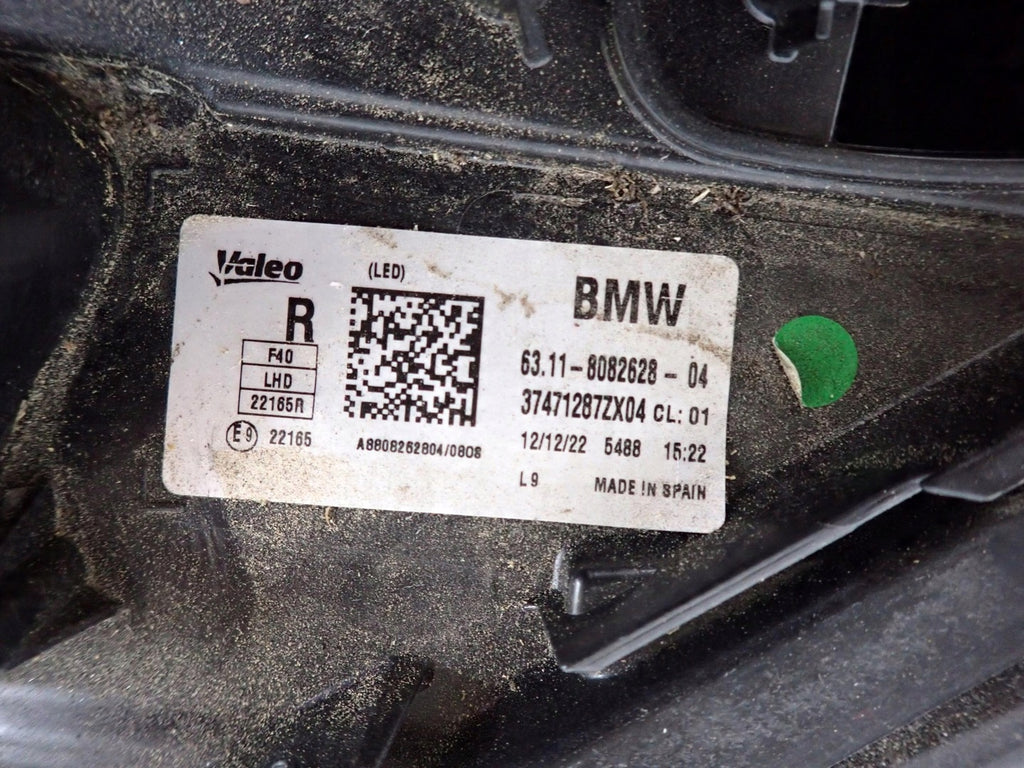 Valeo
(LED)
BMW
R
F40
LHD
22165R
E9 22165
A8808262804/0808
63.11-8082628-04
37471287ZX04 CL: 01
12/12/22 5488 15:22
L9 MADE IN SPAIN